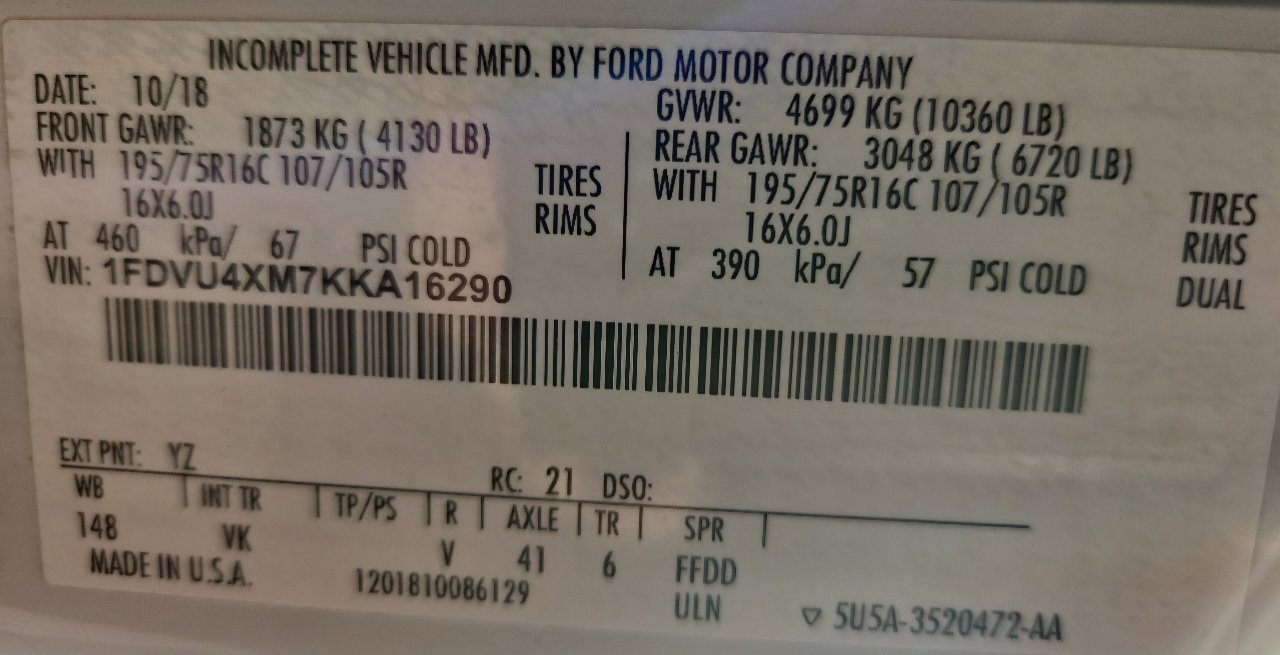 INCOMPLETE VEHICLE MFD. BY FORD MOTOR COMPANY
DATE: 10/18
GVWR: 4699 KG (10360 LB)
FRONT GAWR: 1873 KG ( 4130 LB)
WITH 195/75R16C 107/105R TIRES
16X6.0J RIMS
AT 460 kPa/ 67 PSI COLD
REAR GAWR: 3048 KG ( 6720 LB)
WITH 195/75R16C 107/105R TIRES
16X6.0J RIMS
AT 390 kPa/ 57 PSI COLD DUAL
VIN: 1FDVU4XM7KKA16290
EXT PNT: YZ RC: 21 DSO:
WB INT TR TP/PS R AXLE TR SPR
148 VK V 41 6 FFDD
MADE IN U.S.A. 1201810086129 ULN ▽ 5U5A-3520472-AA